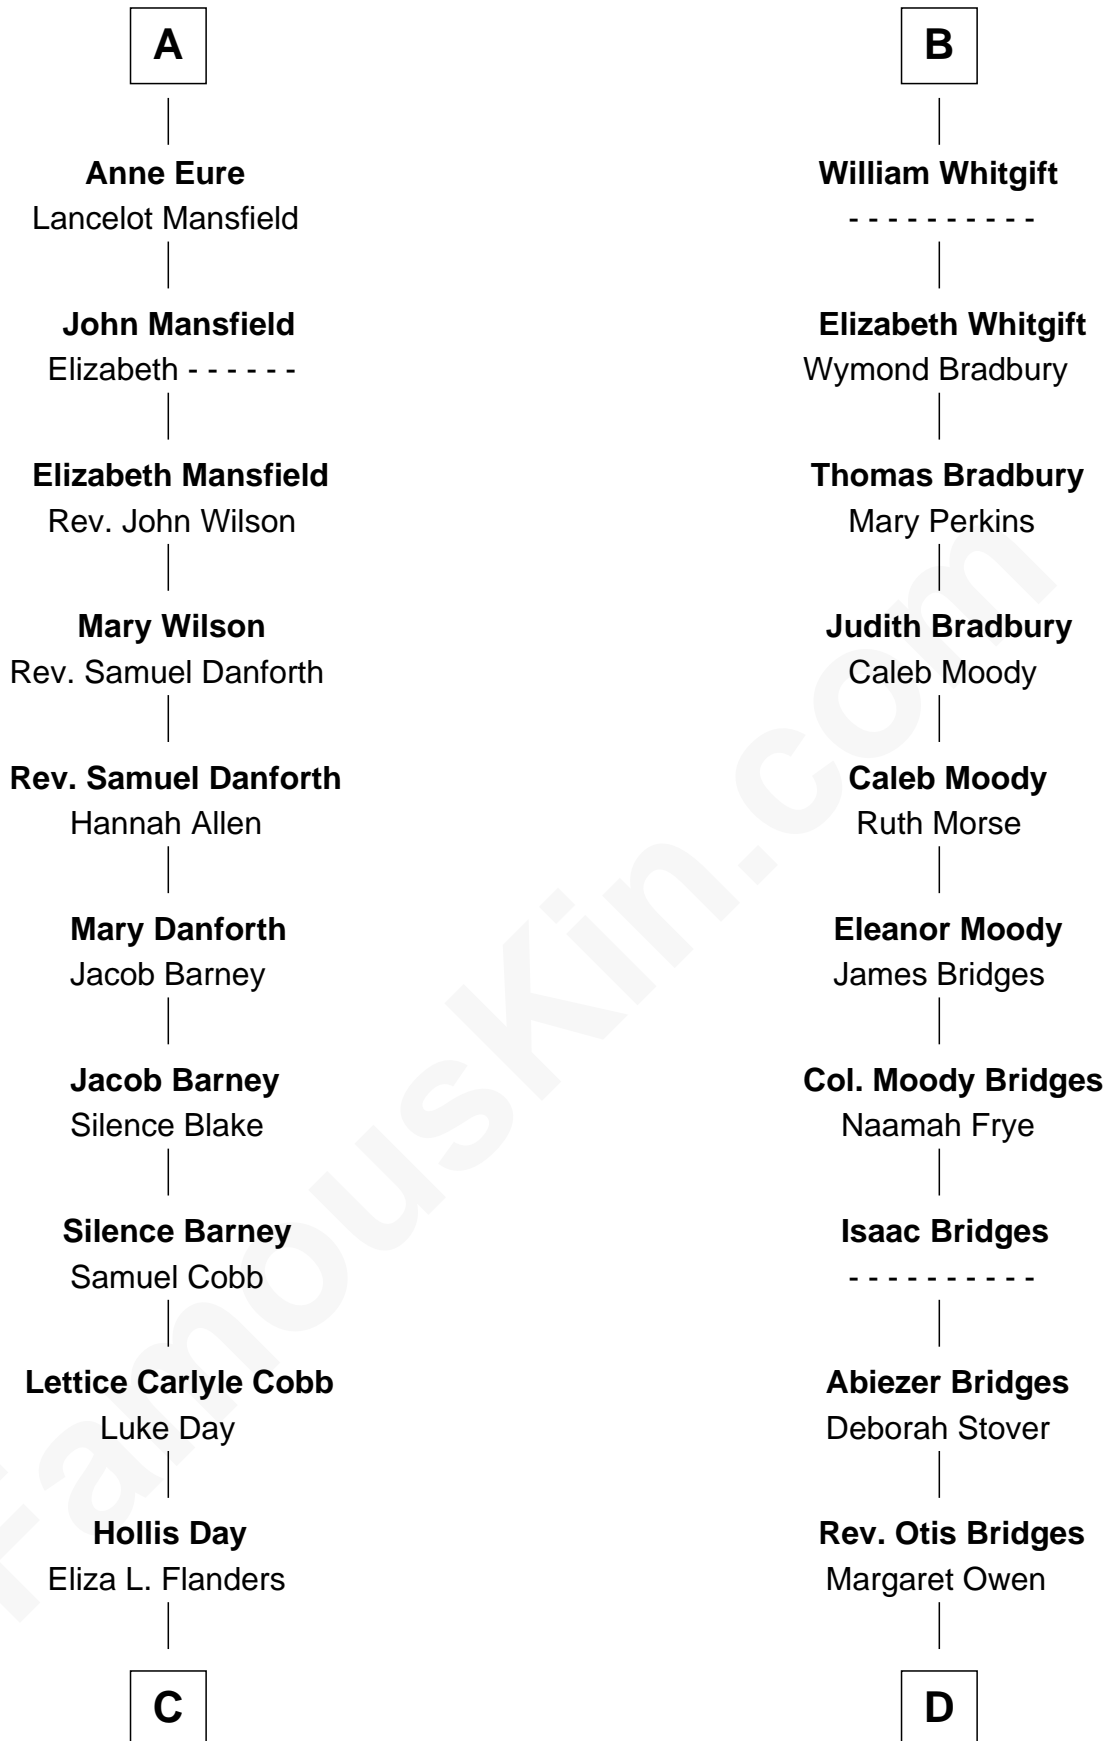 A
Anne Eure
Lancelot Mansfield
John Mansfield
Elizabeth - - - - - -
Elizabeth Mansfield
Rev. John Wilson
Mary Wilson
Rev. Samuel Danforth
Rev. Samuel Danforth
Hannah Allen
Mary Danforth
Jacob Barney
Jacob Barney
Silence Blake
Silence Barney
Samuel Cobb
Lettice Carlyle Cobb
Luke Day
Hollis Day
Eliza L. Flanders
C
B
William Whitgift
- - - - - - - - - -
Elizabeth Whitgift
Wymond Bradbury
Thomas Bradbury
Mary Perkins
Judith Bradbury
Caleb Moody
Caleb Moody
Ruth Morse
Eleanor Moody
James Bridges
Col. Moody Bridges
Naamah Frye
Isaac Bridges
- - - - - - - - - -
Abiezer Bridges
Deborah Stover
Rev. Otis Bridges
Margaret Owen
D
FamousKin.com